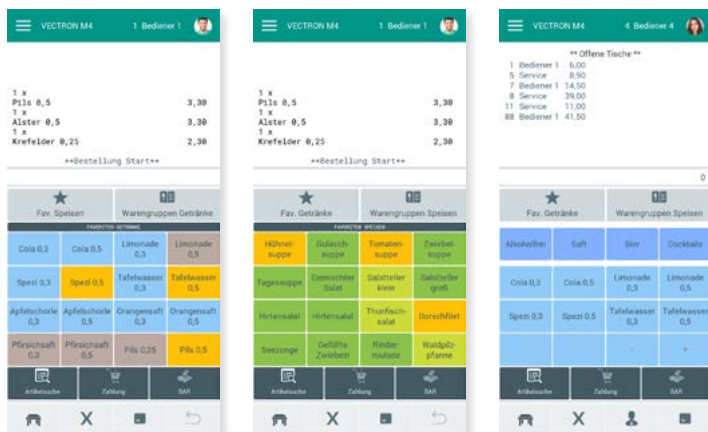 VECTRON M4 1 Bediener 1
1 x
Pils 0,5 3,30
1 x
Alster 0,5 3,30
1 x
Krefelder 0,25 2,30
**Bestellung Start**
Fav. Speisen Warengruppen Getränke
FAVORITEN GETRÄNKE
Cola 0,3 Cola 0,5 Limonade 0,3 Limonade 0,5
Spezi 0,3 Spezi 0,5 Tafelwasser 0,3 Tafelwasser 0,5
Apfelschorle 0,3 Apfelschorle 0,5 Orangensaft 0,3 Orangensaft 0,5
Pfirsichsaft 0,3 Pfirsichsaft 0,5 Pils 0,25 Pils 0,5
Artikelsuche Zahlung BAR
VECTRON M4 1 Bediener 1
1 x
Pils 0,5 3,30
1 x
Alster 0,5 3,30
1 x
Krefelder 0,25 2,30
**Bestellung Start**
Fav. Getränke Warengruppen Speisen
FAVORITEN SPEISEN
Hühner-suppe Gulasch-suppe Tomaten-suppe Zwiebel-suppe
Tagessuppe Gemischter Salat Salatteller klein Salatteller groß
Hirtensalat Hirtensalat Thunfisch-salat Dorschfilet
Seezunge Gefüllte Zwiebeln Rinder-roulade Waldpilz-pfanne
Artikelsuche Zahlung BAR
VECTRON M4 4 Bediener 4
** Offene Tische **
1 Bediener 1 6,00
5 Service 8,90
7 Bediener 1 14,50
8 Service 39,00
11 Service 11,00
88 Bediener 1 41,50
0
Fav. Getränke Warengruppen Speisen
Alkoholfrei Saft Bier Cocktails
Cola 0,3 Cola 0,5 Limonade 0,3 Limonade 0,5
Spezi 0,3 Spezi 0,5 Tafelwasser 0,3 Tafelwasser 0,5
- +
Artikelsuche Zahlung BAR